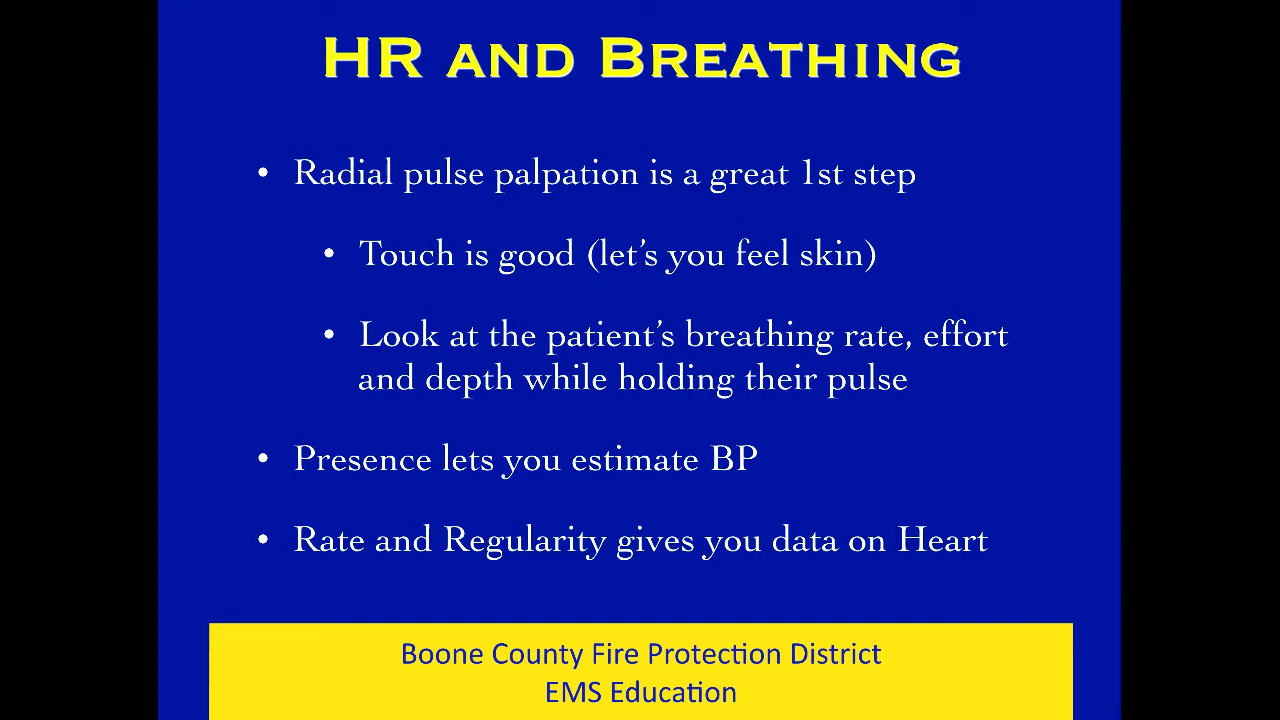 HR AND BREATHING
• Radial pulse palpation is a great 1st step
• Touch is good (let's you feel skin)
• Look at the patient's breathing rate, effort
and depth while holding their pulse
• Presence lets you estimate BP
• Rate and Regularity gives you data on Heart
Boone County Fire Protection District
EMS Education